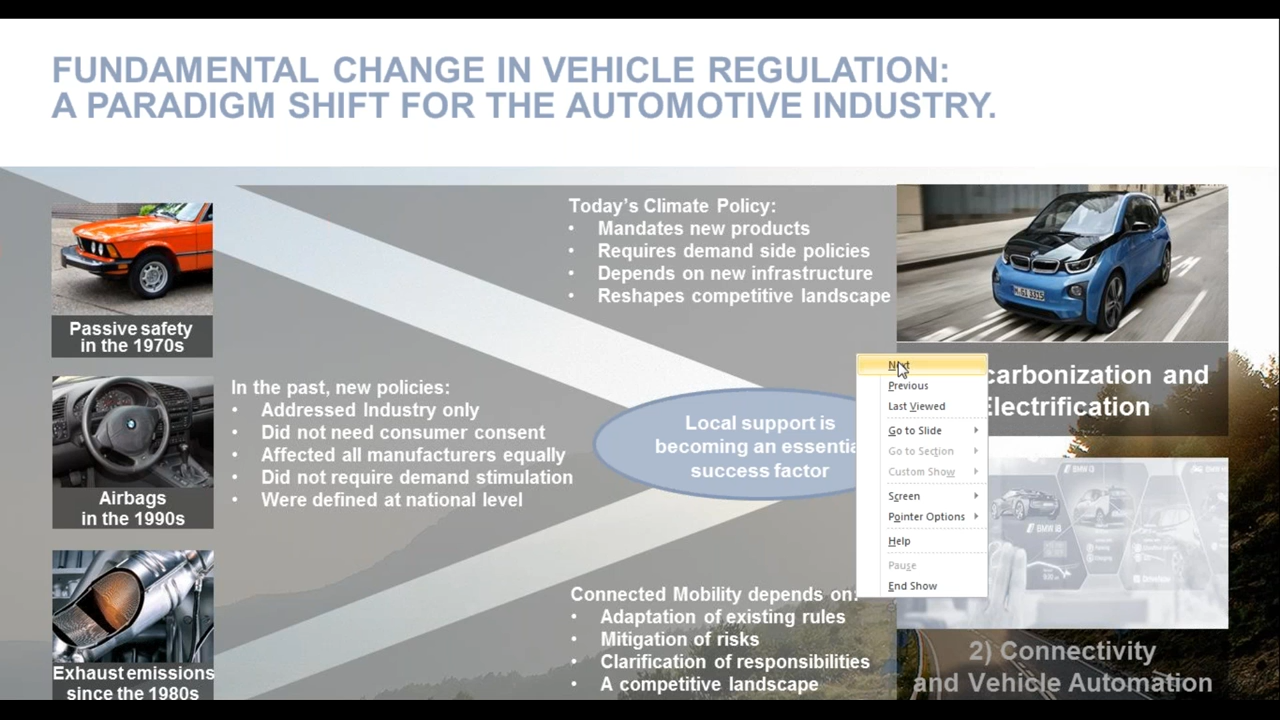 FUNDAMENTAL CHANGE IN VEHICLE REGULATION:
A PARADIGM SHIFT FOR THE AUTOMOTIVE INDUSTRY.
Passive safety
in the 1970s
Airbags
in the 1990s
Exhaust emissions
since the 1980s
In the past, new policies:
• Addressed Industry only
• Did not need consumer consent
• Affected all manufacturers equally
• Did not require demand stimulation
• Were defined at national level
Today's Climate Policy:
• Mandates new products
• Requires demand side policies
• Depends on new infrastructure
• Reshapes competitive landscape
Local support is
becoming an essentia
success factor
Connected Mobility depends on:
• Adaptation of existing rules
• Mitigation of risks
• Clarification of responsibilities
• A competitive landscape
Next
Previous
Last Viewed
Go to Slide
Go to Section
Custom Show
Screen
Pointer Options
Help
Pause
End Show
carbonization and
Electrification
BMW i
BMW i8
2) Connectivity
and Vehicle Automation